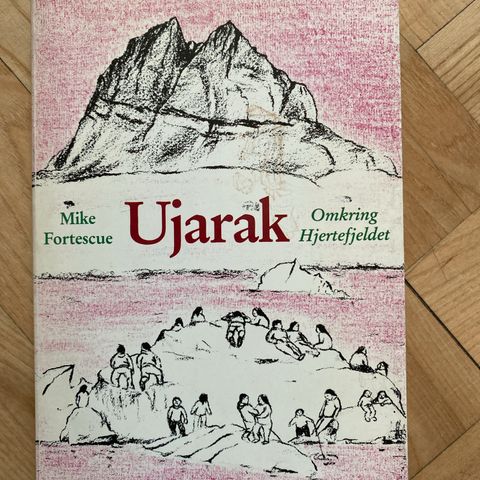 Mike
Fortescue
Ujarak
Omkring
Hjertefjeldet